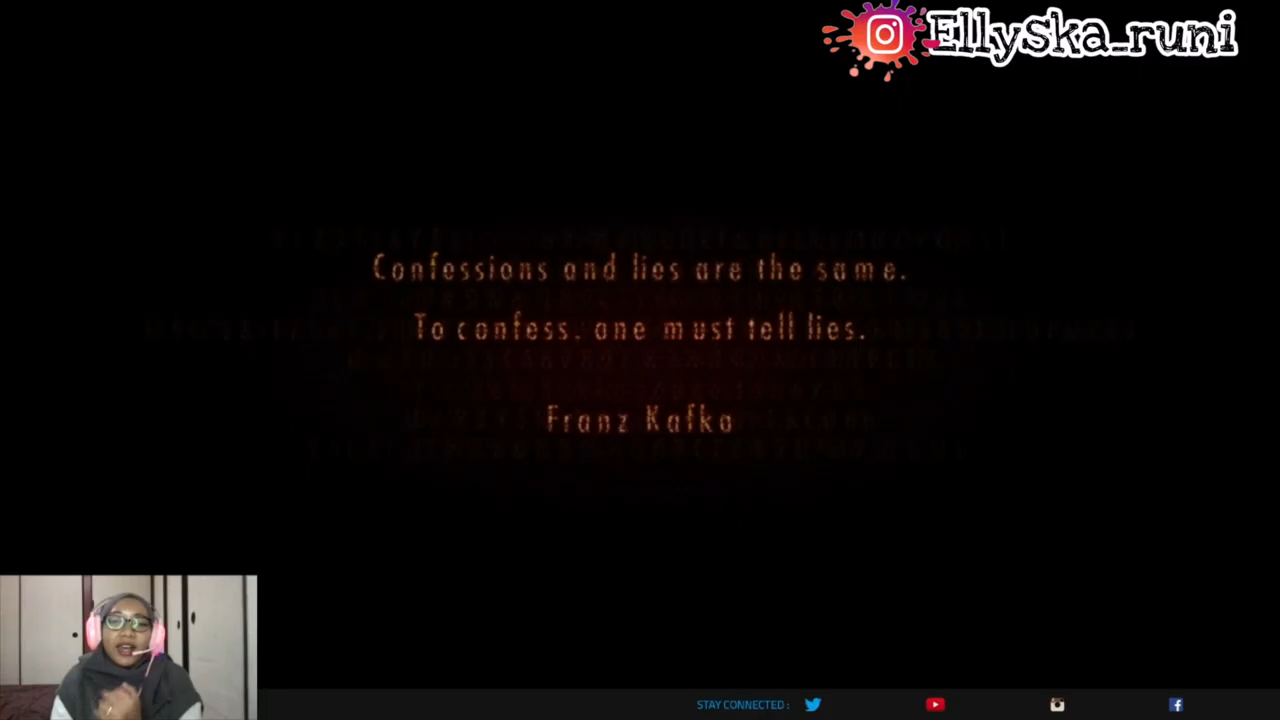 Ellyska_runi
Confessions and lies are the same.
To confess, one must tell lies.
Franz Kafka
STAY CONNECTED :